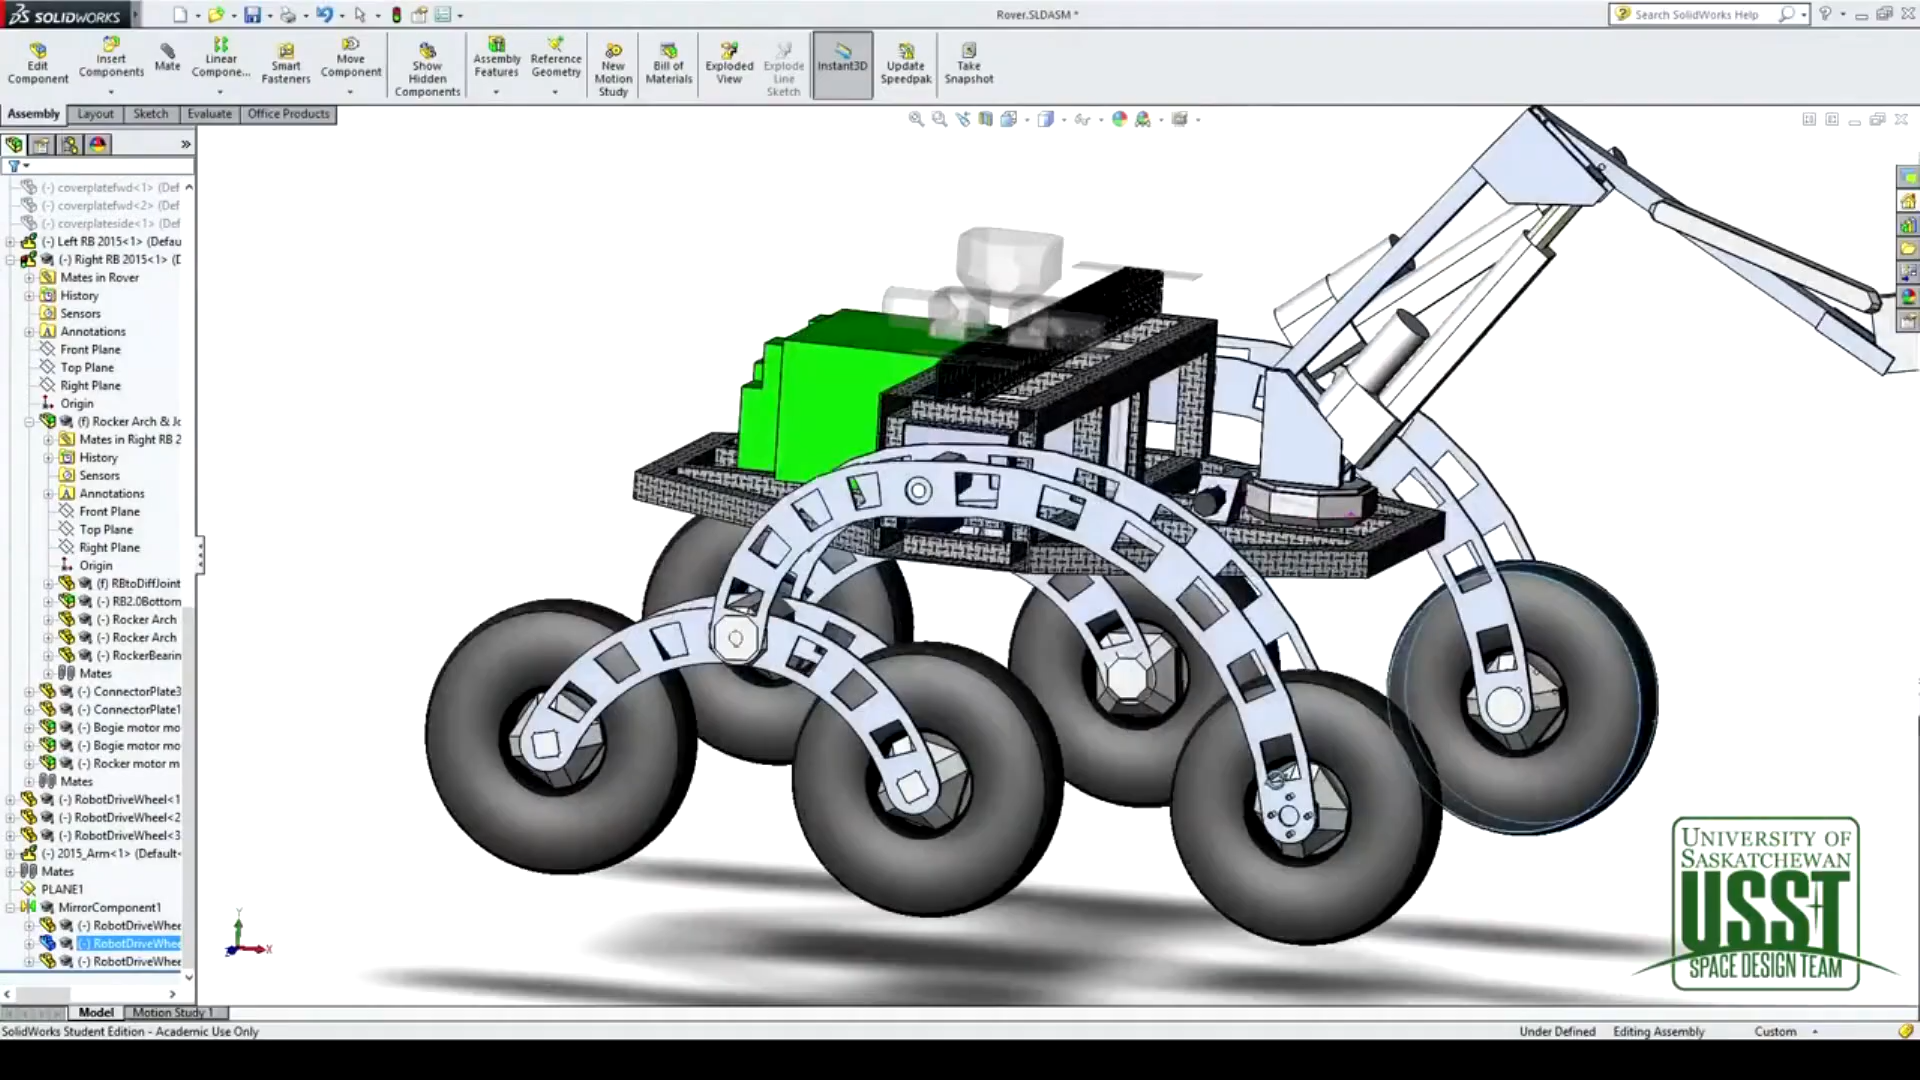 SOLIDWORKS
Rover.SLDASM *
Search SolidWorks Help
Edit Component
Insert Components
Mate
Linear Compone...
Smart Fasteners
Move Component
Show Hidden Components
Assembly Features
Reference Geometry
New Motion Study
Bill of Materials
Exploded View
Explode Line Sketch
Instant3D
Update Speedpak
Take Snapshot
Assembly
Layout
Sketch
Evaluate
Office Products
(-) coverplatefwd<1> (Def
(-) coverplatefwd<2> (Def
(-) coverplateside<1> (Def
(-) Left RB 2015<1> (Defau
(-) Right RB 2015<1> (D
Mates in Rover
History
Sensors
Annotations
Front Plane
Top Plane
Right Plane
Origin
(f) Rocker Arch & Jo
Mates in Right RB 2
History
Sensors
Annotations
Front Plane
Top Plane
Right Plane
Origin
(f) RBtoDiffJoint
(-) RB2.0Bottom
(-) Rocker Arch
(-) Rocker Arch
(-) RockerBearin
Mates
(-) ConnectorPlate3
(-) ConnectorPlate1
(-) Bogie motor mo
(-) Bogie motor mo
(-) Rocker motor m
Mates
(-) RobotDriveWheel<1
(-) RobotDriveWheel<2
(-) RobotDriveWheel<3
(-) 2015_Arm<1> (Default<
Mates
PLANE1
MirrorComponent1
(-) RobotDriveWhee
(-) RobotDriveWhee
(-) RobotDriveWhee
Y
X
UNIVERSITY OF
SASKATCHEWAN
USST
SPACE DESIGN TEAM
Model
Motion Study 1
SolidWorks Student Edition - Academic Use Only
Under Defined
Editing Assembly
Custom